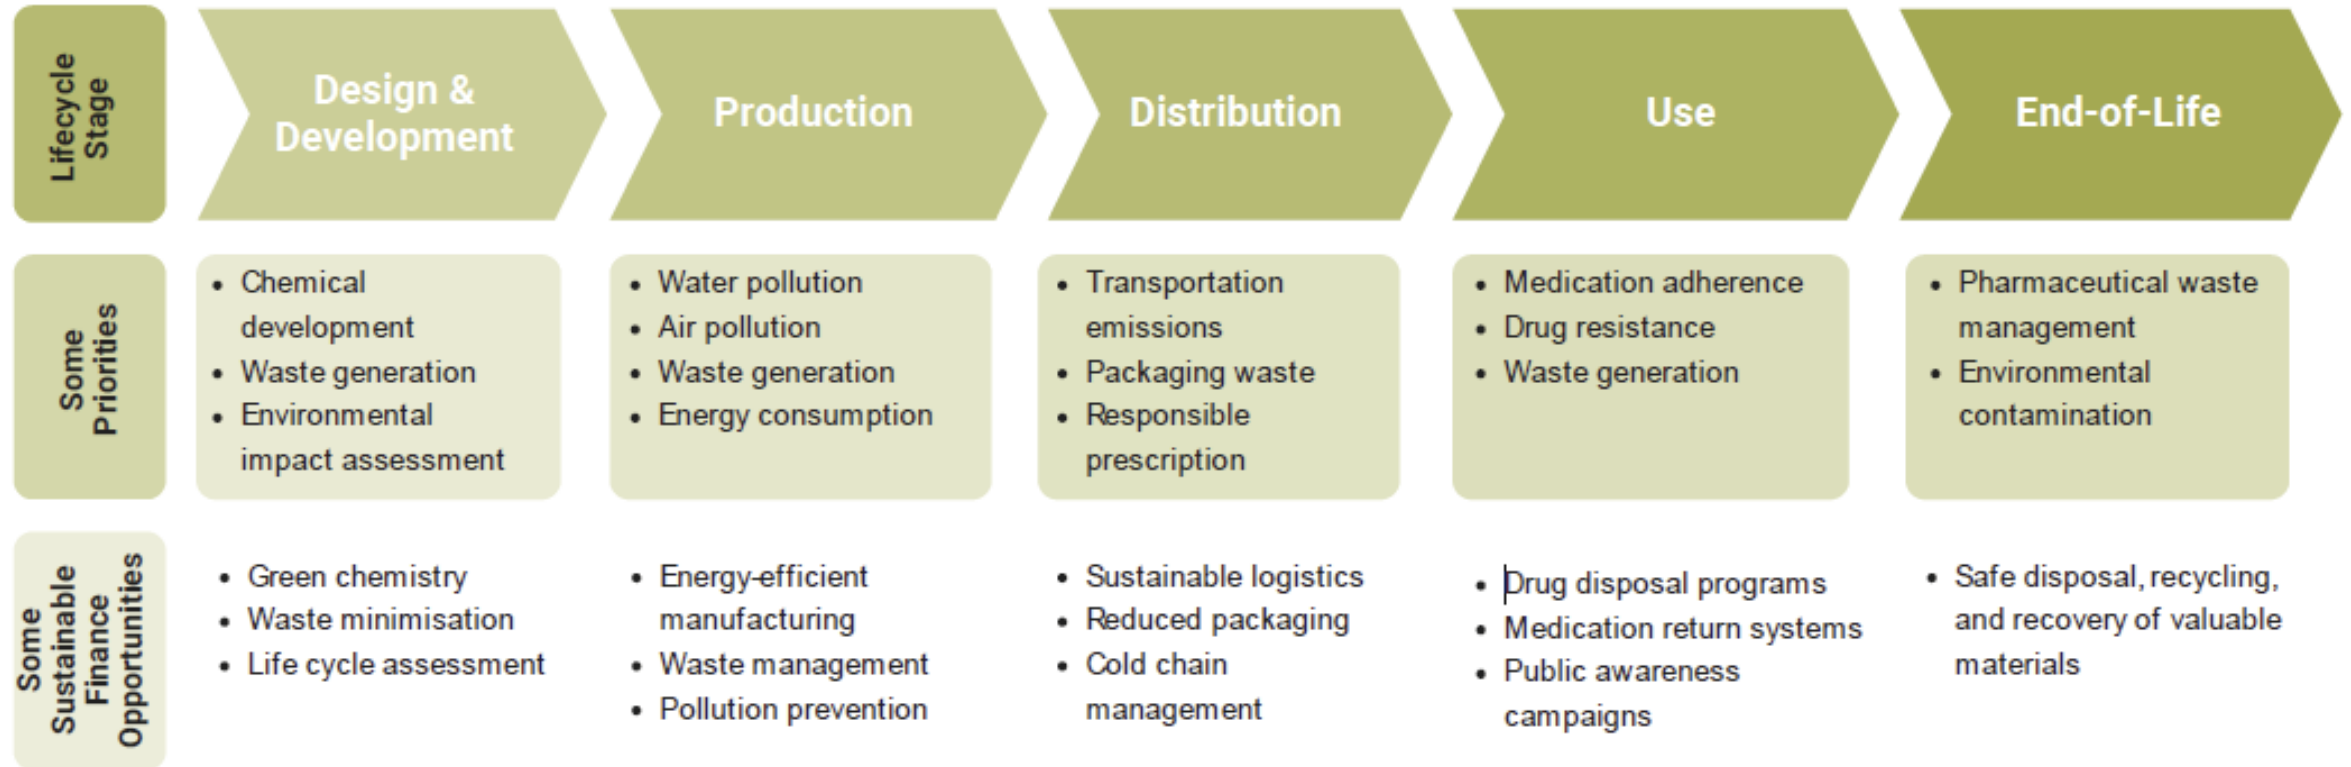 Lifecycle
Stage
Design &
Development
Production
Distribution
Use
End-of-Life
Some
Priorities
• Chemical
development
• Waste generation
• Environmental
impact assessment
• Water pollution
• Air pollution
• Waste generation
• Energy consumption
• Transportation
emissions
• Packaging waste
• Responsible
prescription
• Medication adherence
• Drug resistance
• Waste generation
• Pharmaceutical waste
management
• Environmental
contamination
Some
Sustainable
Finance
Opportunities
• Green chemistry
• Waste minimisation
• Life cycle assessment
• Energy-efficient
manufacturing
• Waste management
• Pollution prevention
• Sustainable logistics
• Reduced packaging
• Cold chain
management
• Drug disposal programs
• Medication return systems
• Public awareness
campaigns
• Safe disposal, recycling,
and recovery of valuable
materials